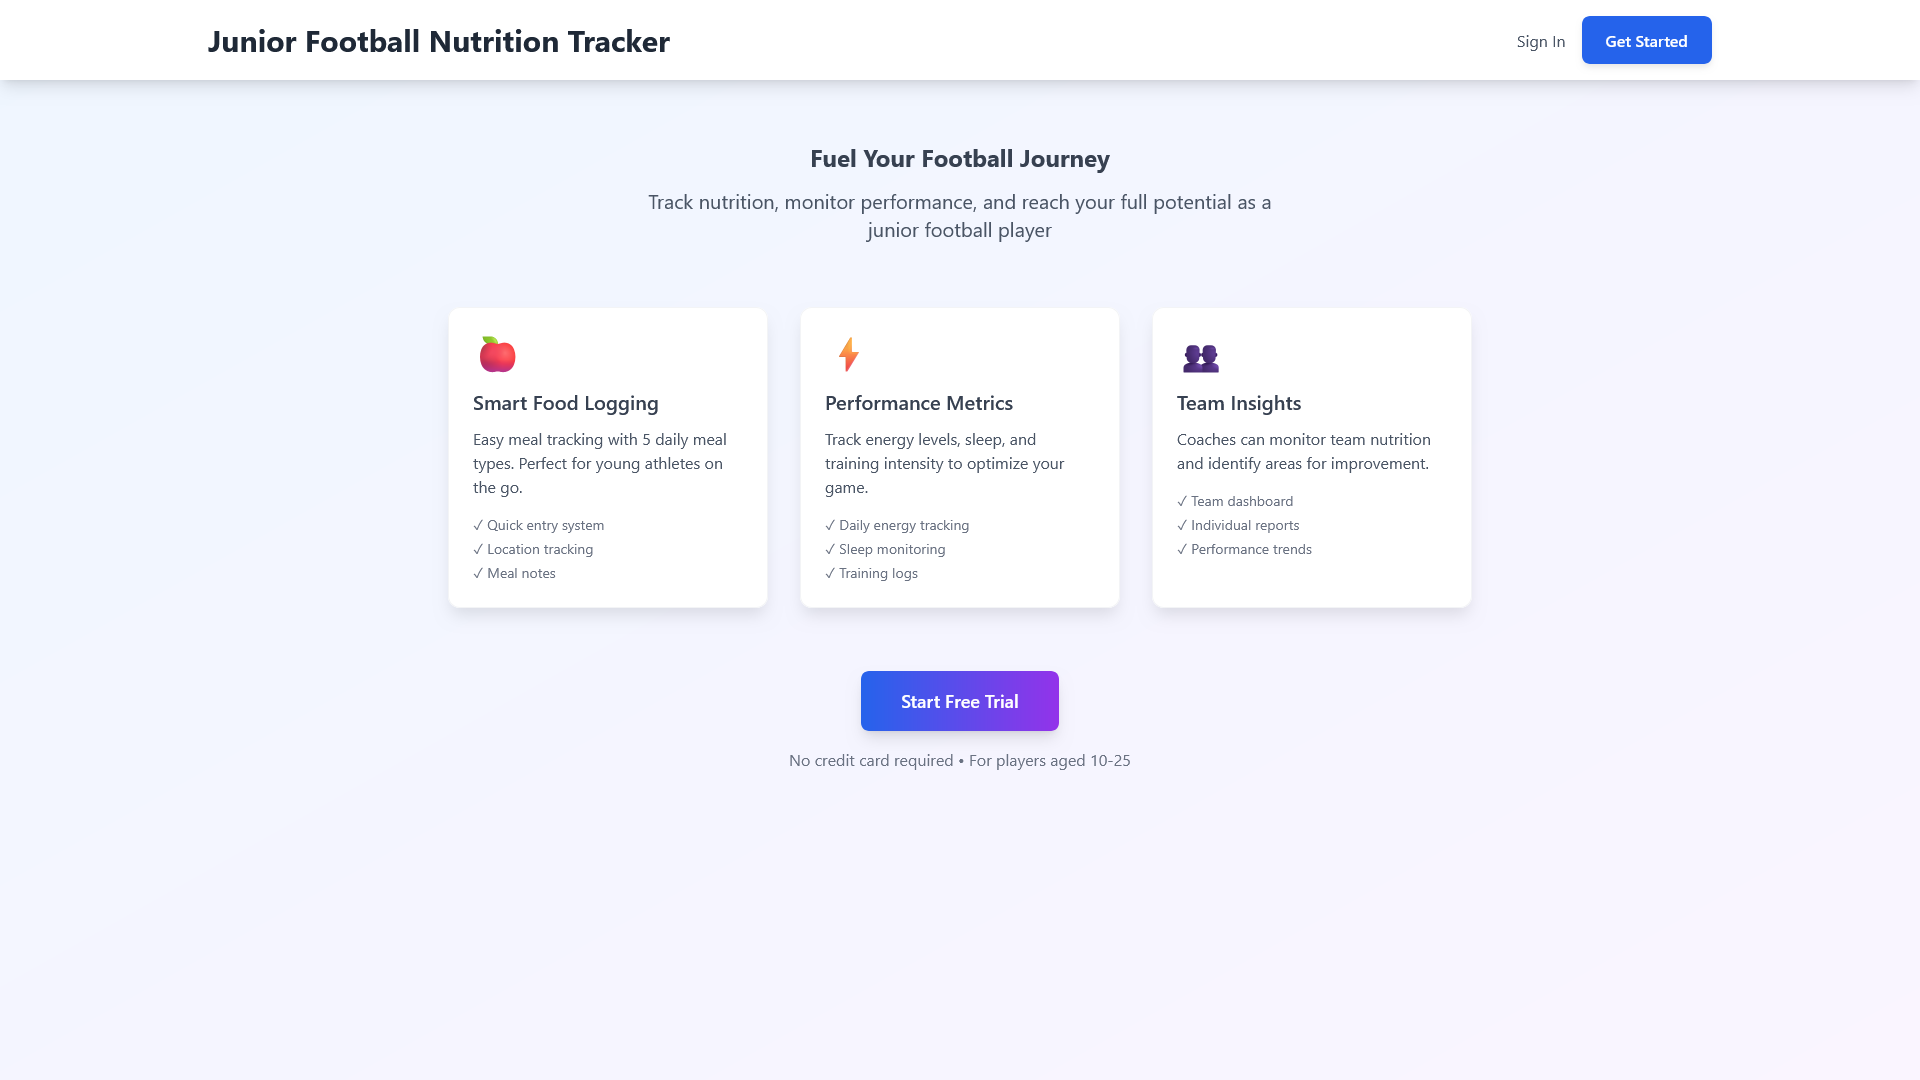 Junior Football Nutrition Tracker
Sign In
Get Started
Fuel Your Football Journey
Track nutrition, monitor performance, and reach your full potential as a
junior football player
Smart Food Logging
Easy meal tracking with 5 daily meal
types. Perfect for young athletes on
the go.
✓ Quick entry system
✓ Location tracking
✓ Meal notes
Performance Metrics
Track energy levels, sleep, and
training intensity to optimize your
game.
✓ Daily energy tracking
✓ Sleep monitoring
✓ Training logs
Team Insights
Coaches can monitor team nutrition
and identify areas for improvement.
✓ Team dashboard
✓ Individual reports
✓ Performance trends
Start Free Trial
No credit card required • For players aged 10-25